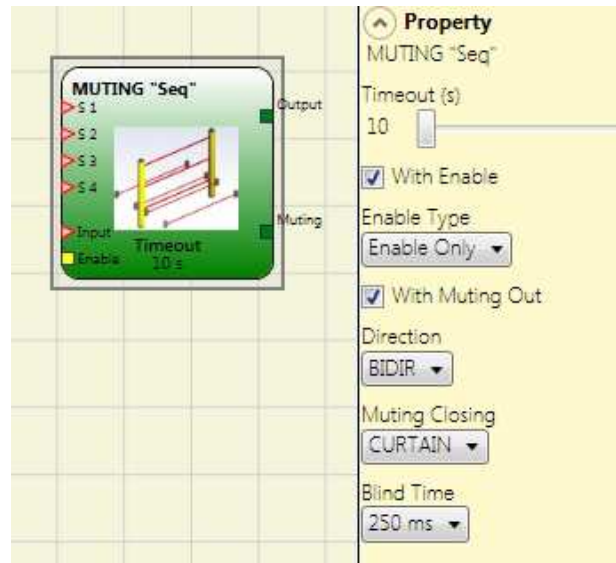 MUTING "Seq"
S 1
S 2
S 3
S 4
Input
Enable
Output
Muting
Timeout
10 s
Property
MUTING "Seq"
Timeout (s)
10
With Enable
Enable Type
Enable Only
With Muting Out
Direction
BIDIR
Muting Closing
CURTAIN
Blind Time
250 ms